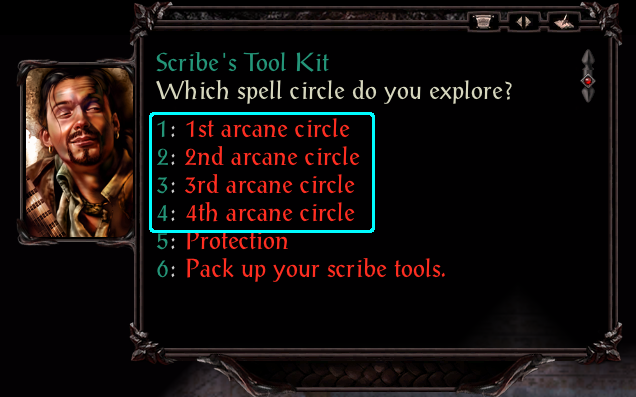 Scribe's Tool Kit
Which spell circle do you explore?
1: 1st arcane circle
2: 2nd arcane circle
3: 3rd arcane circle
4: 4th arcane circle
5: Protection
6: Pack up your scribe tools.